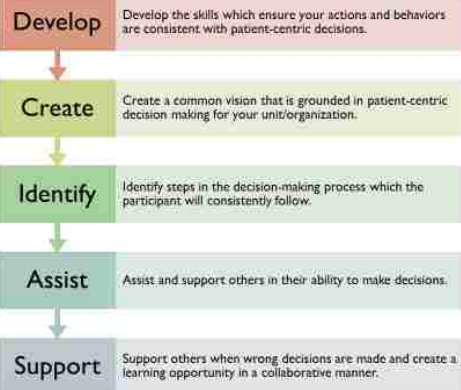 Develop
Develop the skills which ensure your actions and behaviors
are consistent with patient-centric decisions.
Create
Create a common vision that is grounded in patient-centric
decision making for your unit/organization.
Identify
Identify steps in the decision-making process which the
participant will consistently follow.
Assist
Assist and support others in their ability to make decisions.
Support
Support others when wrong decisions are made and create a
learning opportunity in a collaborative manner.